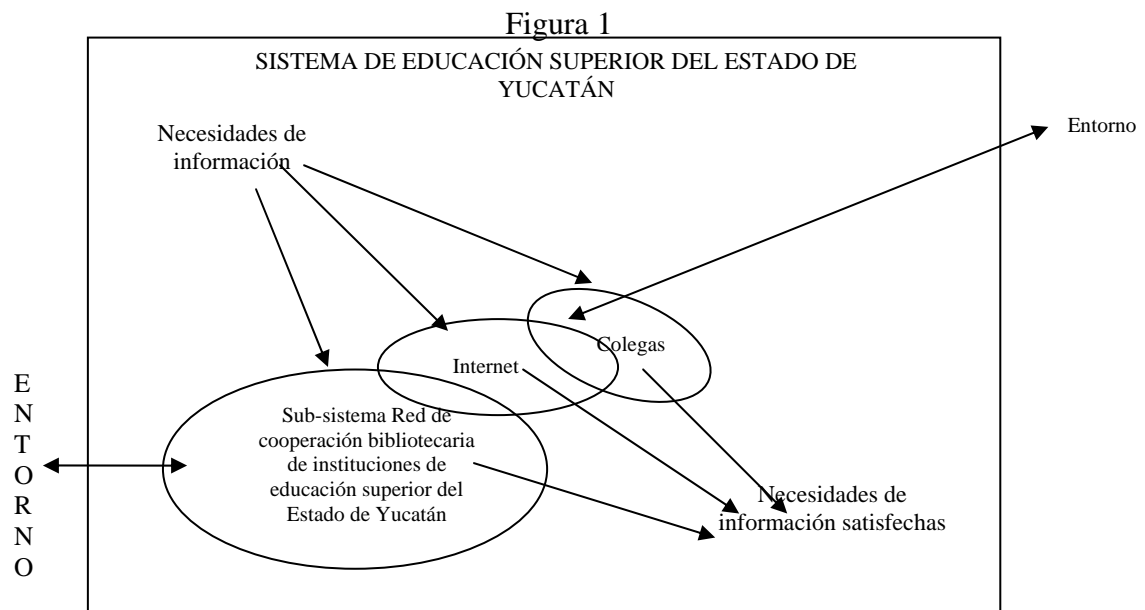 Figura 1
SISTEMA DE EDUCACIÓN SUPERIOR DEL ESTADO DE
YUCATÁN
Necesidades de
información
Entorno
Colegas
Internet
E
N
T
O
R
N
O
Sub-sistema Red de
cooperación bibliotecaria
de instituciones de
educación superior del
Estado de Yucatán
Necesidades de
información satisfechas